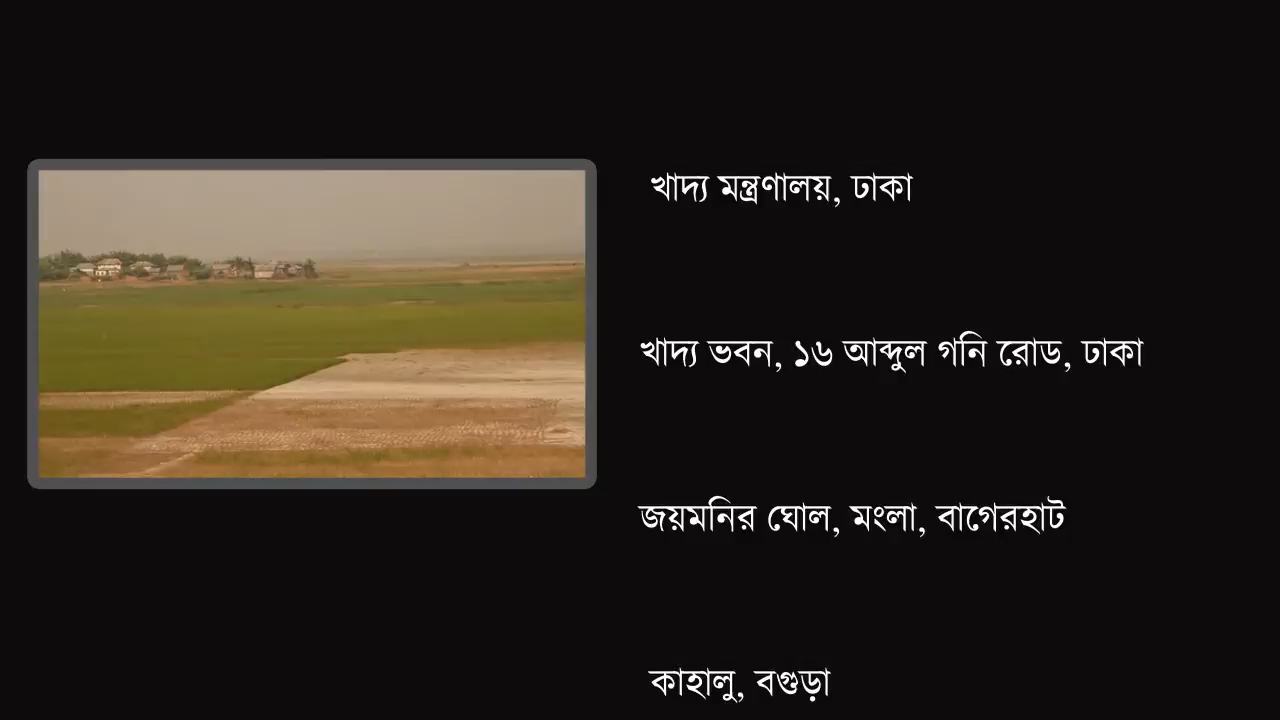 খাদ্য মন্ত্রণালয়, ঢাকা
খাদ্য ভবন, ১৬ আব্দুল গনি রোড, ঢাকা
জয়মনির ঘোল, মংলা, বাগেরহাট
কাহালু, বগুড়া